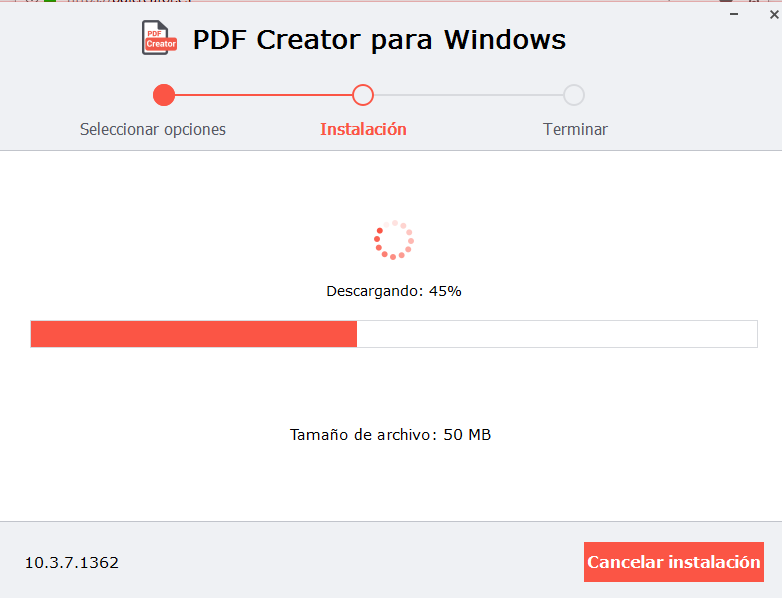 PDF
Creator
PDF Creator para Windows
Seleccionar opciones
Instalación
Terminar
Descargando: 45%
Tamaño de archivo: 50 MB
10.3.7.1362
Cancelar instalación